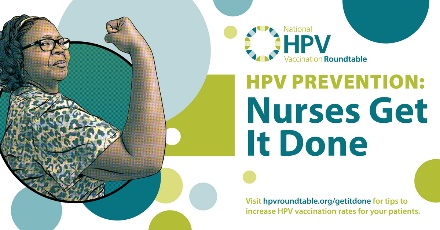 National
HPV
Vaccination Roundtable
HPV PREVENTION:
Nurses Get
It Done
Visit hpvroundtable.org/getitdone for tips to
increase HPV vaccination rates for your patients.